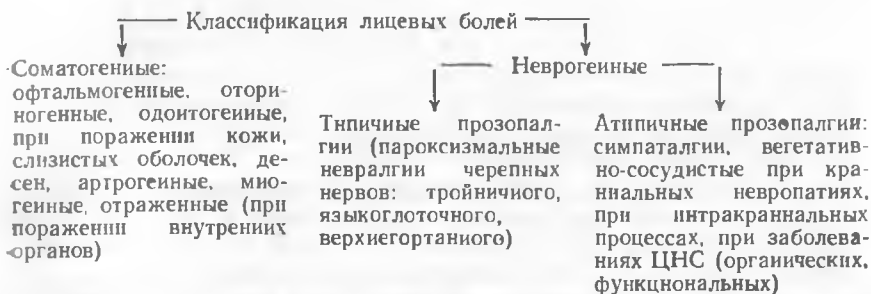 Классификация лицевых болей
Соматогенные:
офтальмогенные, отори-
ногенные, одонтогенные,
при поражении кожи,
слизистых оболочек, де-
сен, артрогенные, мио-
генные, отраженные (при
поражении внутренних
органов)
Неврогенные
Типичные прозопал-
гии (пароксизмальные
невралгии черепных
нервов: тройничного,
языкоглоточного,
верхнегортанного)
Атипичные прозопалгии:
симпаталгии, вегетатив-
но-сосудистые при кра-
ниальных невропатиях,
при интракраниальных
процессах, при заболева-
ниях ЦНС (органических,
функциональных)